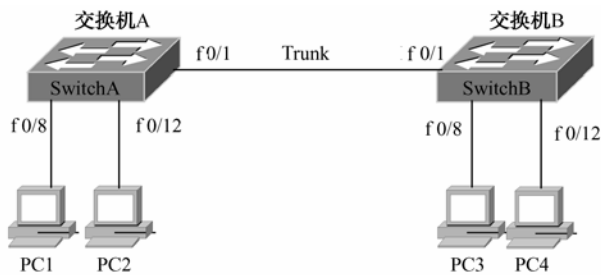 交换机A
交换机B
f 0/1
Trunk
f 0/1
SwitchA
SwitchB
f 0/8
f 0/12
f 0/8
f 0/12
PC1
PC2
PC3
PC4